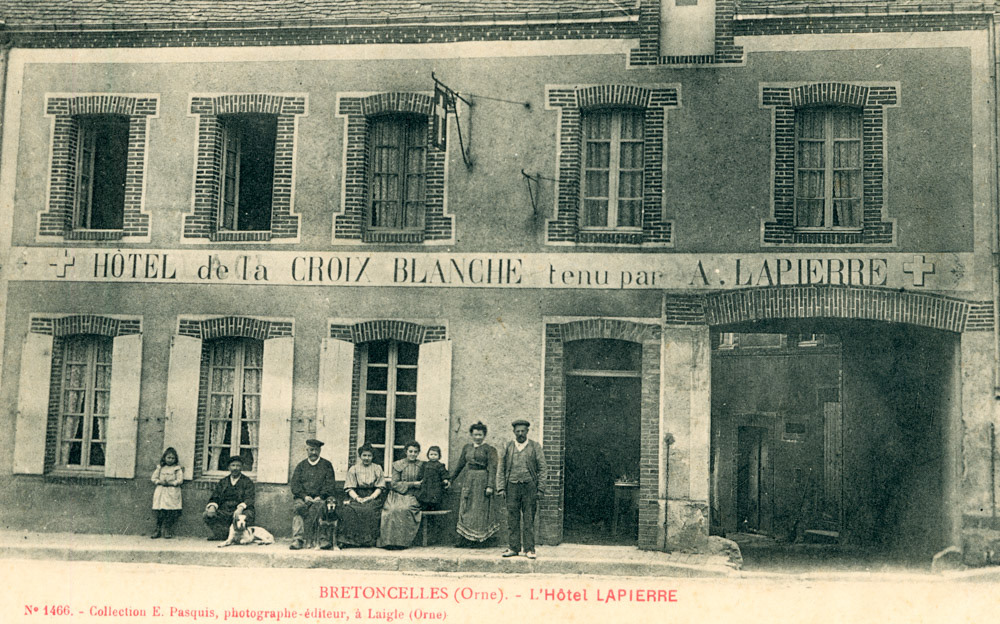 HÔTEL de la CROIX BLANCHE tenu par A. LAPIERRE
BRETONCELLES (Orne). - L'Hôtel LAPIERRE
Nº 1466. - Collection E. Pasquis, photographe-éditeur, à Laigle (Orne)